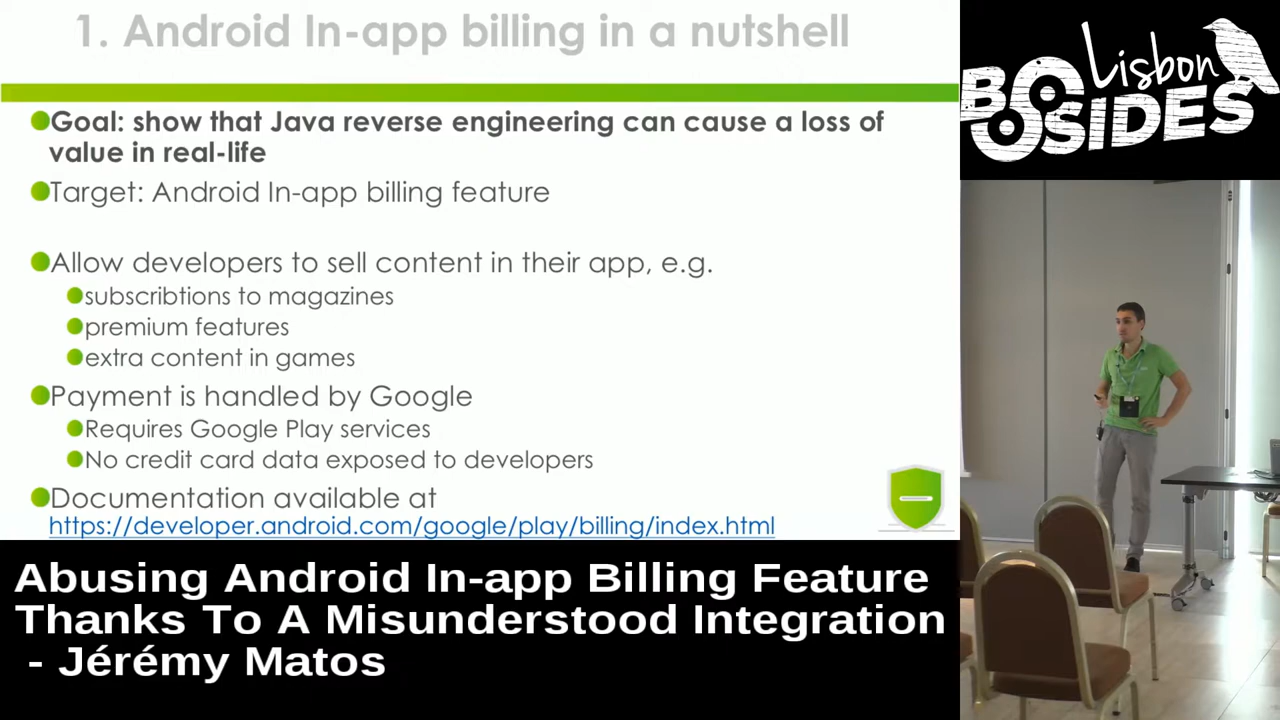 1. Android In-app billing in a nutshell
Goal: show that Java reverse engineering can cause a loss of
value in real-life
Target: Android In-app billing feature
Allow developers to sell content in their app, e.g.
subscribtions to magazines
premium features
extra content in games
Payment is handled by Google
Requires Google Play services
No credit card data exposed to developers
Documentation available at
https://developer.android.com/google/play/billing/index.html
Lisbon
BSIDES
Abusing Android In-app Billing Feature
Thanks To A Misunderstood Integration
- Jérémy Matos